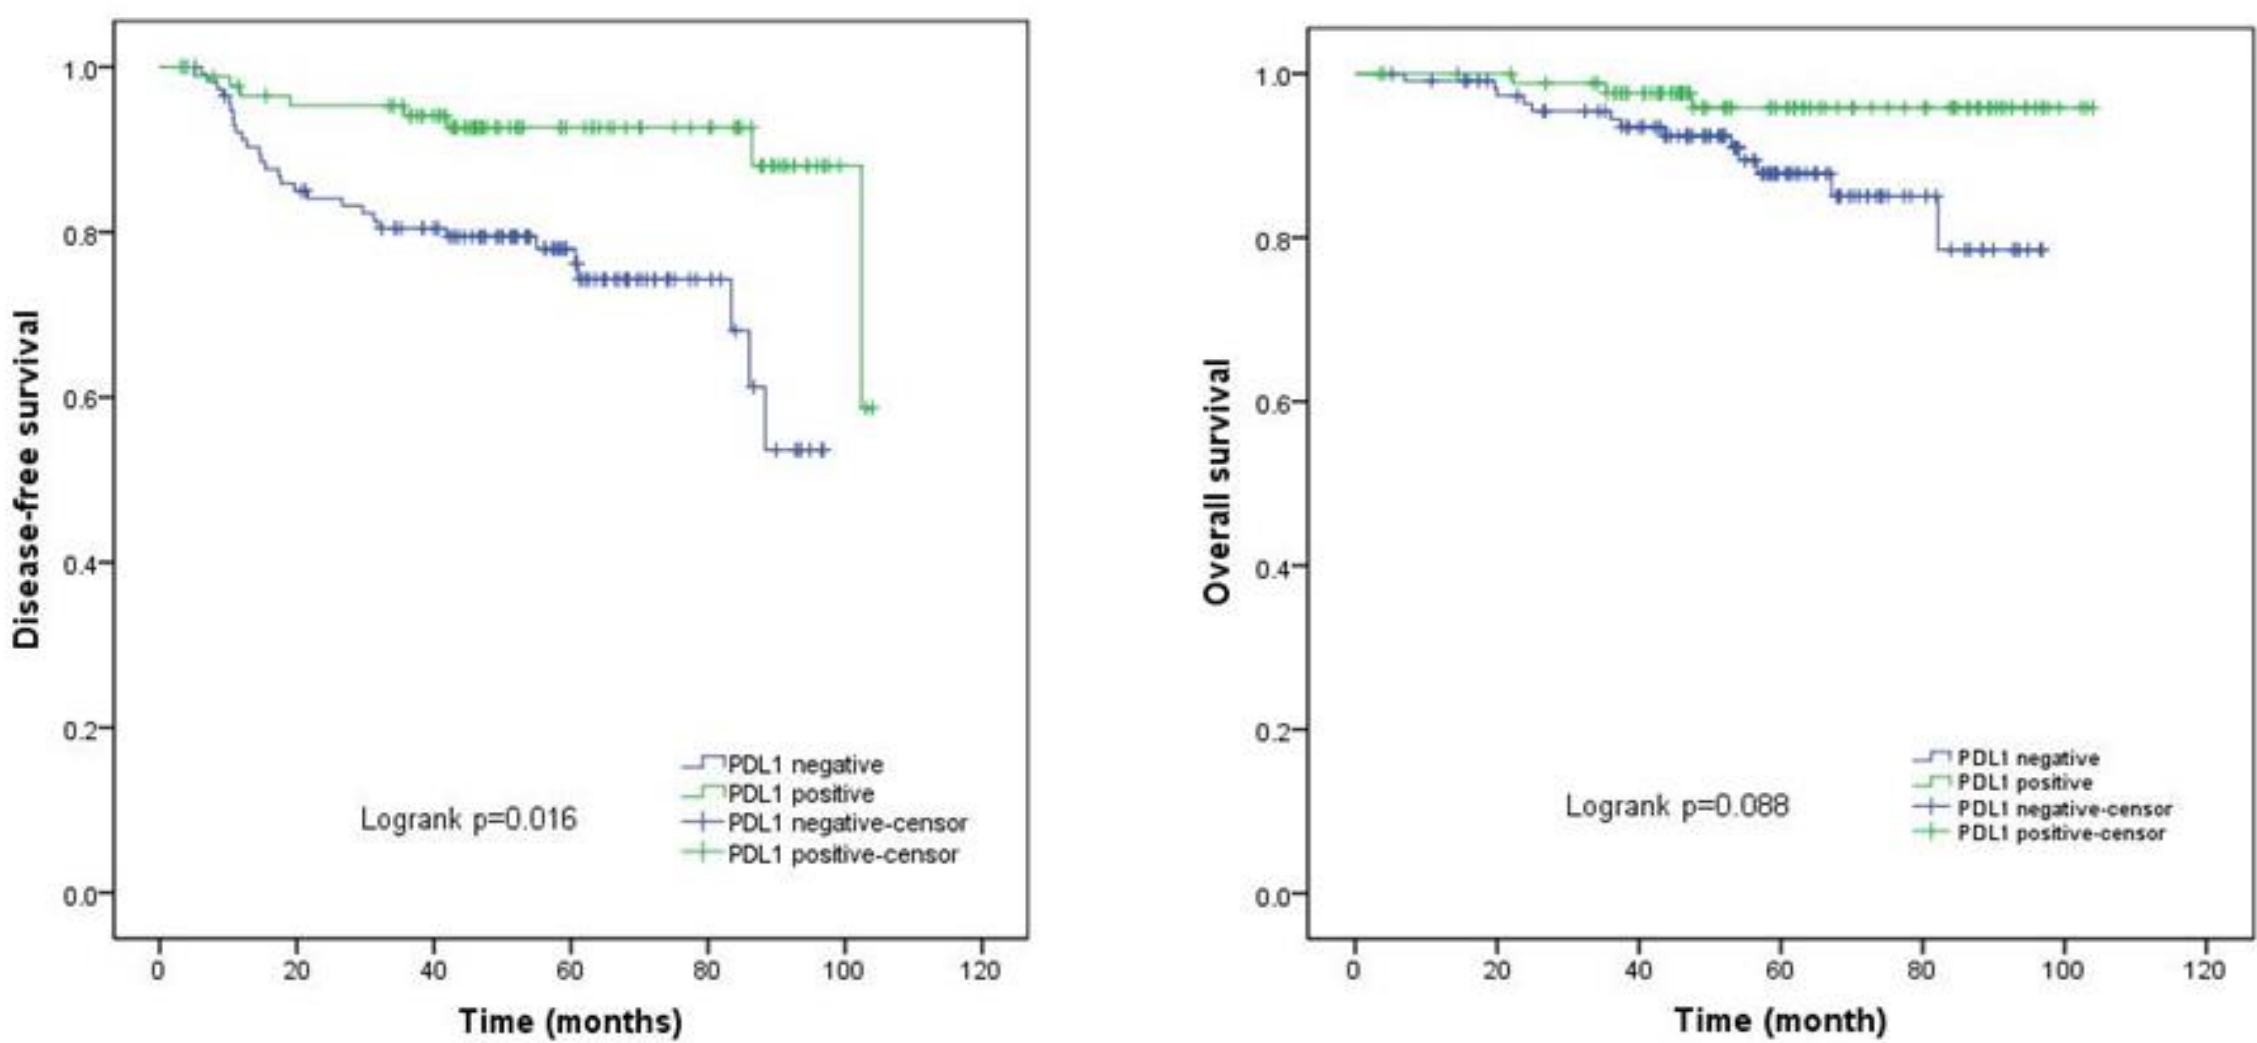 Disease-free survival
1.0
0.8
0.6
0.4
0.2
0.0
Logrank p=0.016
PDL1 negative
PDL1 positive
PDL1 negative-censor
PDL1 positive-censor
0 20 40 60 80 100 120
Time (months)
Overall survival
1.0
0.8
0.6
0.4
0.2
0.0
Logrank p=0.088
PDL1 negative
PDL1 positive
PDL1 negative-censor
PDL1 positive-censor
0 20 40 60 80 100 120
Time (month)